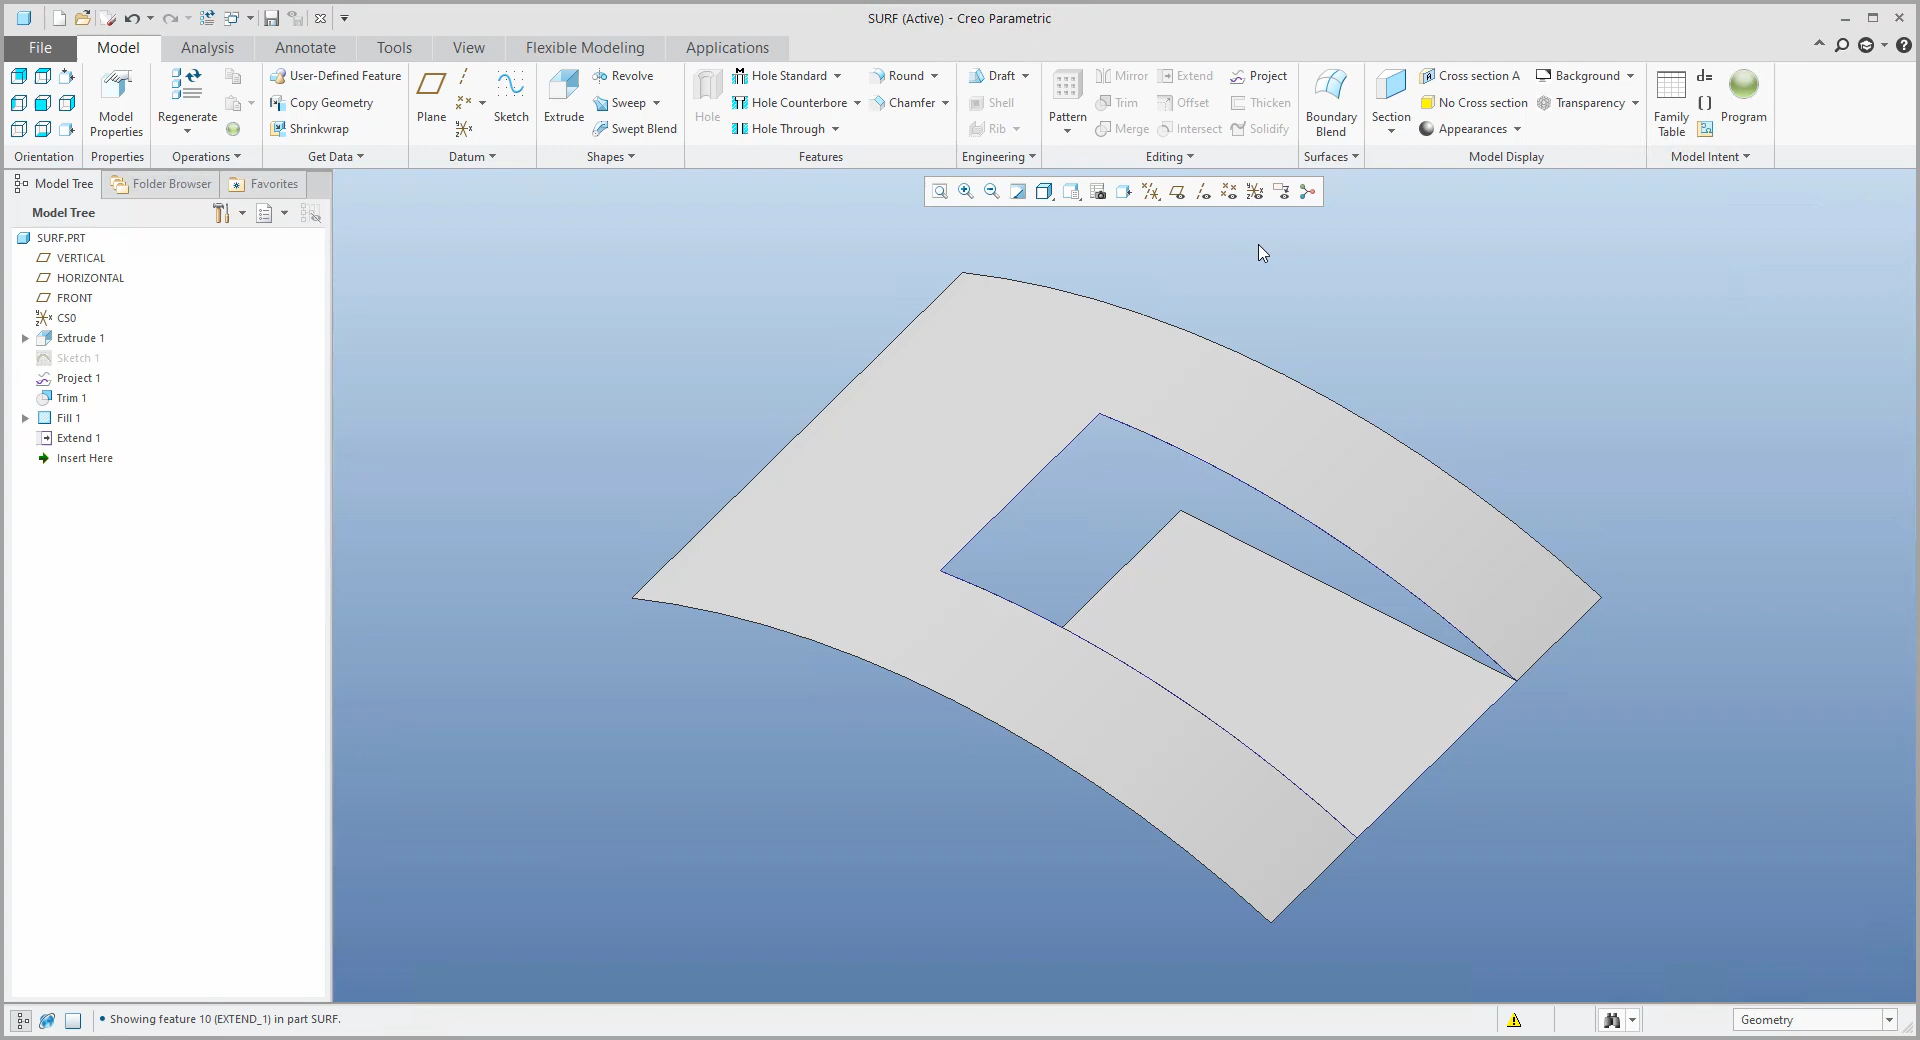 SURF (Active) - Creo Parametric
File Model Analysis Annotate Tools View Flexible Modeling Applications
Model Properties
Regenerate
User-Defined Feature
Copy Geometry
Shrinkwrap
Plane
Sketch
Extrude
Revolve
Sweep
Swept Blend
Hole
Hole Standard
Hole Counterbore
Hole Through
Round
Chamfer
Draft
Shell
Rib
Pattern
Mirror
Trim
Merge
Extend
Offset
Intersect
Project
Thicken
Solidify
Boundary Blend
Section
Cross section A
No Cross section
Appearances
Background
Transparency
Family Table
d=
Program
Orientation Properties Operations Get Data Datum Shapes Features Engineering Editing Surfaces Model Display Model Intent
Model Tree Folder Browser Favorites
Model Tree
SURF.PRT
VERTICAL
HORIZONTAL
FRONT
CS0
Extrude 1
Sketch 1
Project 1
Trim 1
Fill 1
Extend 1
Insert Here
Showing feature 10 (EXTEND_1) in part SURF.
Geometry